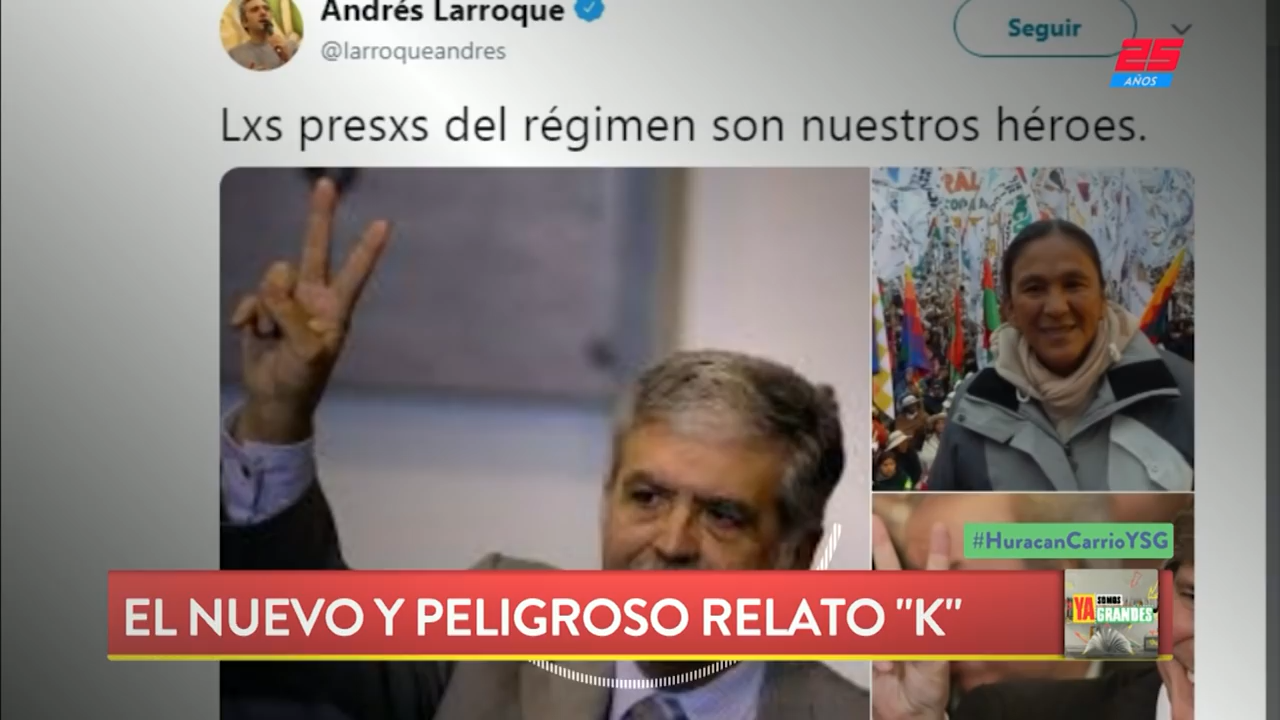 Andrés Larroque
@larroqueandres
Seguir
25
AÑOS
Lxs presxs del régimen son nuestros héroes.
#HuracanCarrioYSG
EL NUEVO Y PELIGROSO RELATO "K"
YA SOMOS GRANDES